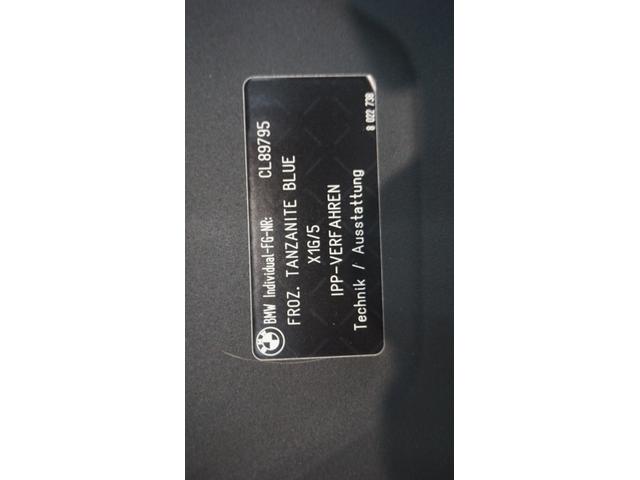 BMW Individual-FG-NR: CL89795
FROZ. TANZANITE BLUE
X1G/5
IPP-VERFAHREN
Technik / Ausstattung
8 022 738